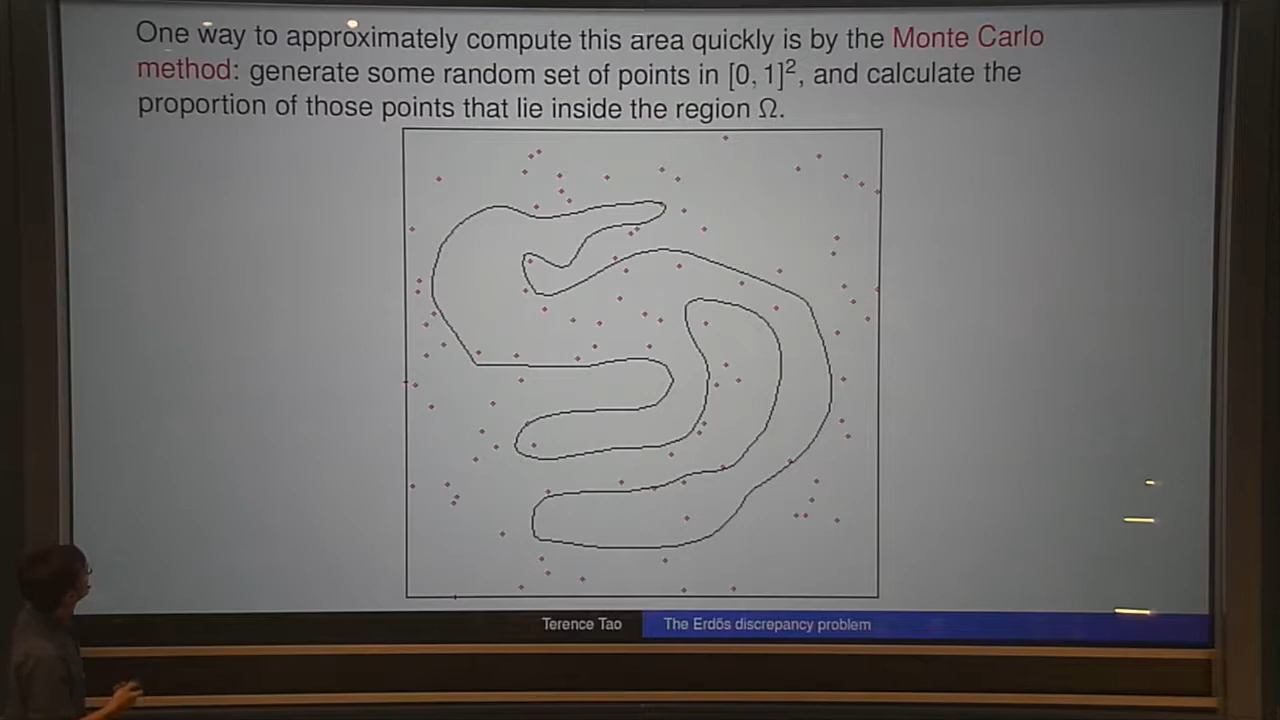 One way to approximately compute this area quickly is by the Monte Carlo
method: generate some random set of points in [0, 1]², and calculate the
proportion of those points that lie inside the region Ω.
Terence Tao The Erdős discrepancy problem